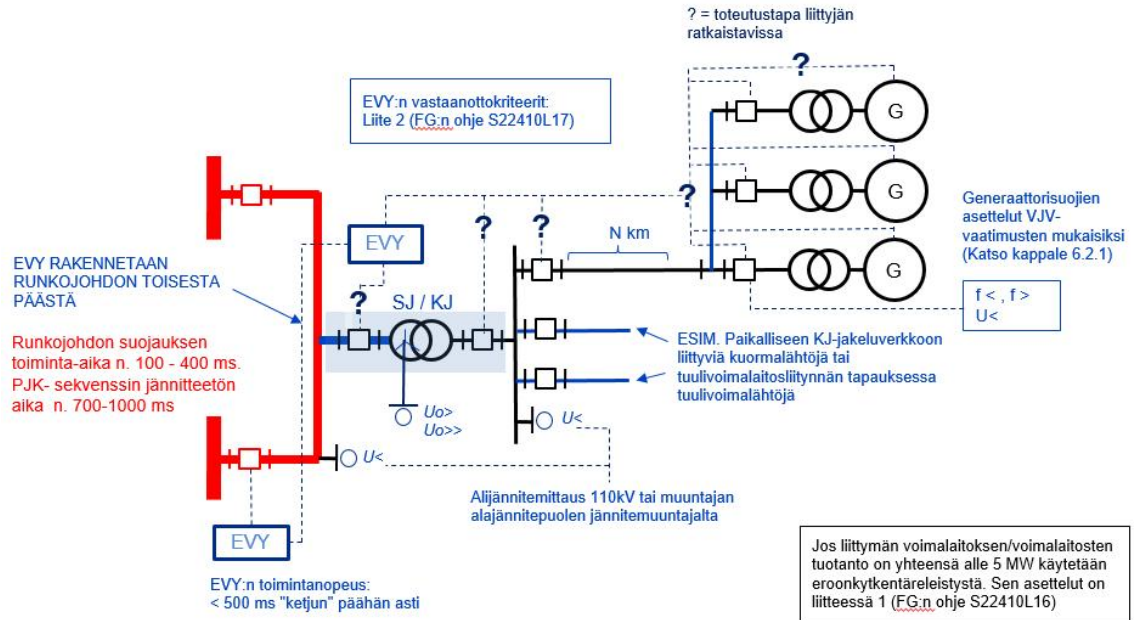 ? = toteutustapa liittyjän
ratkaistavissa
?
EVY:n vastaanottokriteerit:
Liite 2 (FG:n ohje S22410L17)
G
G
G
?
?
?
N km
Generaattorisuojien
asettelut VJV-
vaatimusten mukaisiksi
(Katso kappale 6.2.1)
f < , f >
U<
EVY
EVY RAKENNETAAN
RUNKOJOHDON TOISESTA
PÄÄSTÄ
?
SJ / KJ
Runkojohdon suojauksen
toiminta-aika n. 100 - 400 ms.
PJK- sekvenssin jännitteetön
aika n. 700-1000 ms
ESIM. Paikalliseen KJ-jakeluverkkoon
liittyviä kuormalähtöjä tai
tuulivoimalaitosliitynnän tapauksessa
tuulivoimalähtöjä
Uo>
Uo>>
U<
U<
Alijännitemittaus 110kV tai muuntajan
alajännitepuolen jännitemuuntajalta
EVY
EVY:n toimintanopeus:
< 500 ms "ketjun" päähän asti
Jos liittymän voimalaitoksen/voimalaitosten
tuotanto on yhteensä alle 5 MW käytetään
eroonkytkentäreleistystä. Sen asettelut on
liitteessä 1 (FG:n ohje S22410L16)